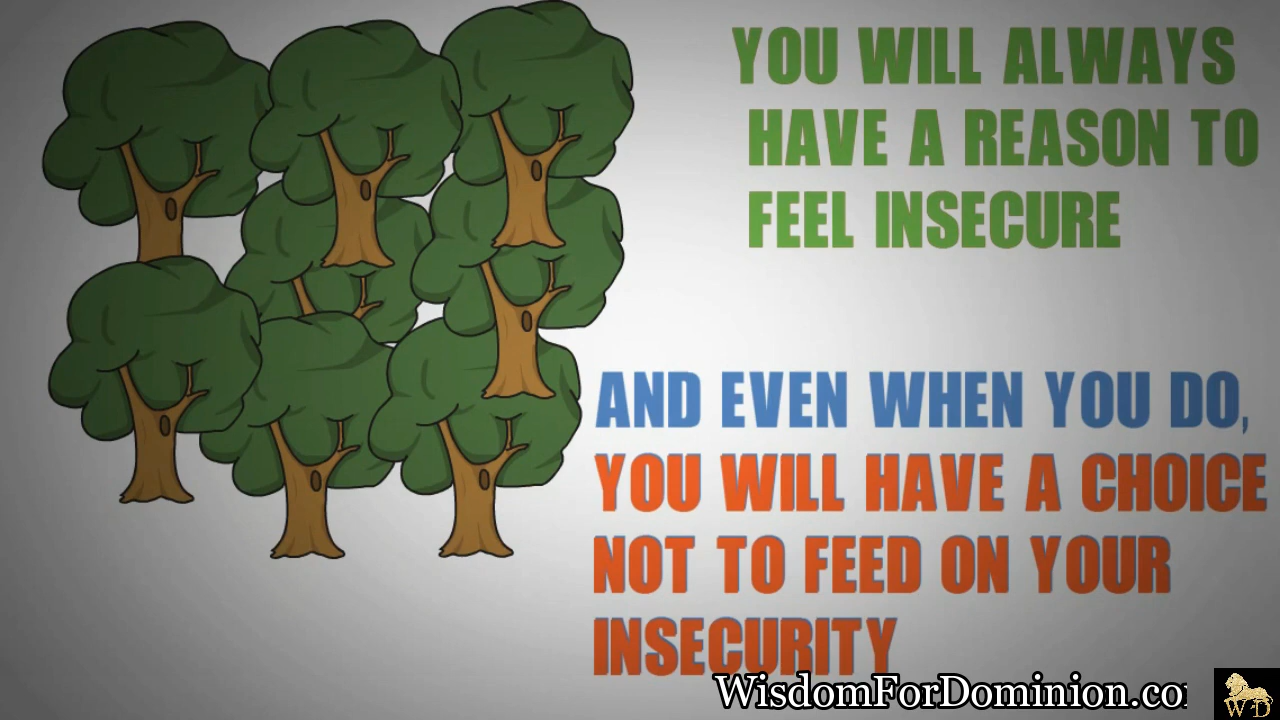 YOU WILL ALWAYS
HAVE A REASON TO
FEEL INSECURE
AND EVEN WHEN YOU DO,
YOU WILL HAVE A CHOICE
NOT TO FEED ON YOUR
INSECURITY
WisdomForDominion.co
WD